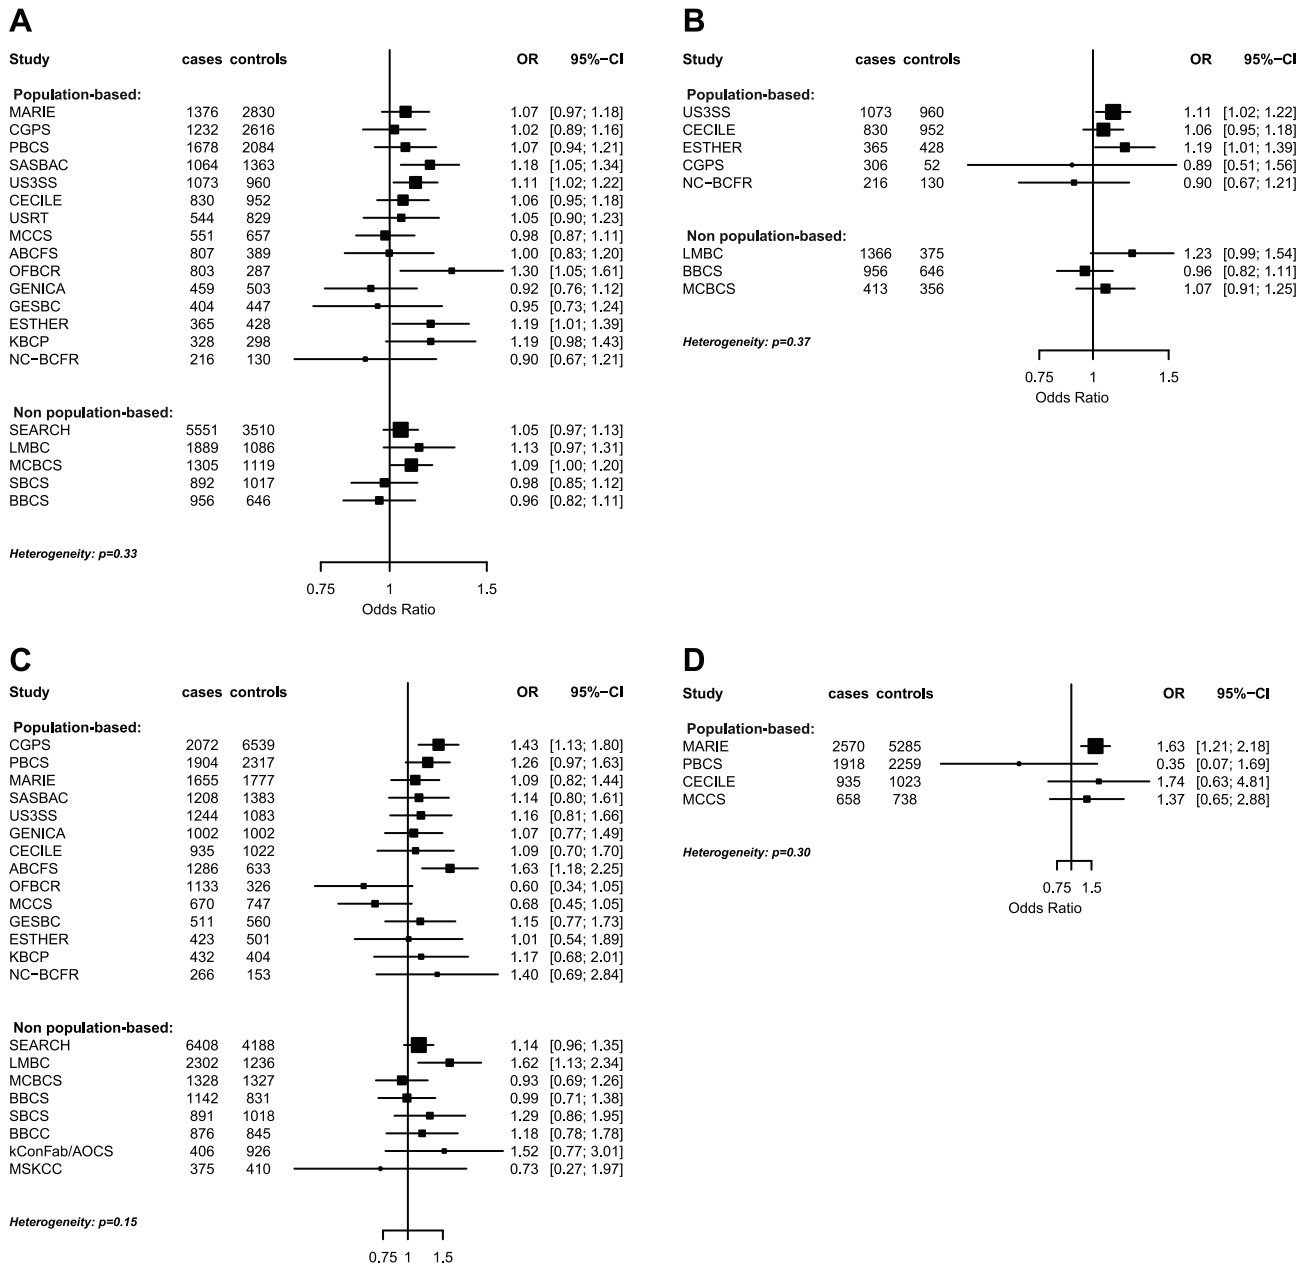 A
Study cases controls OR 95%−CI
Population-based:
MARIE 1376 2830 1.07 [0.97; 1.18]
CGPS 1232 2616 1.02 [0.89; 1.16]
PBCS 1678 2084 1.07 [0.94; 1.21]
SASBAC 1064 1363 1.18 [1.05; 1.34]
US3SS 1073 960 1.11 [1.02; 1.22]
CECILE 830 952 1.06 [0.95; 1.18]
USRT 544 829 1.05 [0.90; 1.23]
MCCS 551 657 0.98 [0.87; 1.11]
ABCFS 807 389 1.00 [0.83; 1.20]
OFBCR 803 287 1.30 [1.05; 1.61]
GENICA 459 503 0.92 [0.76; 1.12]
GESBC 404 447 0.95 [0.73; 1.24]
ESTHER 365 428 1.19 [1.01; 1.39]
KBCP 328 298 1.19 [0.98; 1.43]
NC−BCFR 216 130 0.90 [0.67; 1.21]
Non population-based:
SEARCH 5551 3510 1.05 [0.97; 1.13]
LMBC 1889 1086 1.13 [0.97; 1.31]
MCBCS 1305 1119 1.09 [1.00; 1.20]
SBCS 892 1017 0.98 [0.85; 1.12]
BBCS 956 646 0.96 [0.82; 1.11]
Heterogeneity: p=0.33
0.75 1 1.5
Odds Ratio
B
Study cases controls OR 95%−CI
Population-based:
US3SS 1073 960 1.11 [1.02; 1.22]
CECILE 830 952 1.06 [0.95; 1.18]
ESTHER 365 428 1.19 [1.01; 1.39]
CGPS 306 52 0.89 [0.51; 1.56]
NC−BCFR 216 130 0.90 [0.67; 1.21]
Non population-based:
LMBC 1366 375 1.23 [0.99; 1.54]
BBCS 956 646 0.96 [0.82; 1.11]
MCBCS 413 356 1.07 [0.91; 1.25]
Heterogeneity: p=0.37
0.75 1 1.5
Odds Ratio
C
Study cases controls OR 95%−CI
Population-based:
CGPS 2072 6539 1.43 [1.13; 1.80]
PBCS 1904 2317 1.26 [0.97; 1.63]
MARIE 1655 1777 1.09 [0.82; 1.44]
SASBAC 1208 1383 1.14 [0.80; 1.61]
US3SS 1244 1083 1.16 [0.81; 1.66]
GENICA 1002 1002 1.07 [0.77; 1.49]
CECILE 935 1022 1.09 [0.70; 1.70]
ABCFS 1286 633 1.63 [1.18; 2.25]
OFBCR 1133 326 0.60 [0.34; 1.05]
MCCS 670 747 0.68 [0.45; 1.05]
GESBC 511 560 1.15 [0.77; 1.73]
ESTHER 423 501 1.01 [0.54; 1.89]
KBCP 432 404 1.17 [0.68; 2.01]
NC−BCFR 266 153 1.40 [0.69; 2.84]
Non population-based:
SEARCH 6408 4188 1.14 [0.96; 1.35]
LMBC 2302 1236 1.62 [1.13; 2.34]
MCBCS 1328 1327 0.93 [0.69; 1.26]
BBCS 1142 831 0.99 [0.71; 1.38]
SBCS 891 1018 1.29 [0.86; 1.95]
BBCC 876 845 1.18 [0.78; 1.78]
kConFab/AOCS 406 926 1.52 [0.77; 3.01]
MSKCC 375 410 0.73 [0.27; 1.97]
Heterogeneity: p=0.15
0.75 1 1.5
D
Study cases controls OR 95%−CI
Population-based:
MARIE 2570 5285 1.63 [1.21; 2.18]
PBCS 1918 2259 0.35 [0.07; 1.69]
CECILE 935 1023 1.74 [0.63; 4.81]
MCCS 658 738 1.37 [0.65; 2.88]
Heterogeneity: p=0.30
0.75 1.5
Odds Ratio